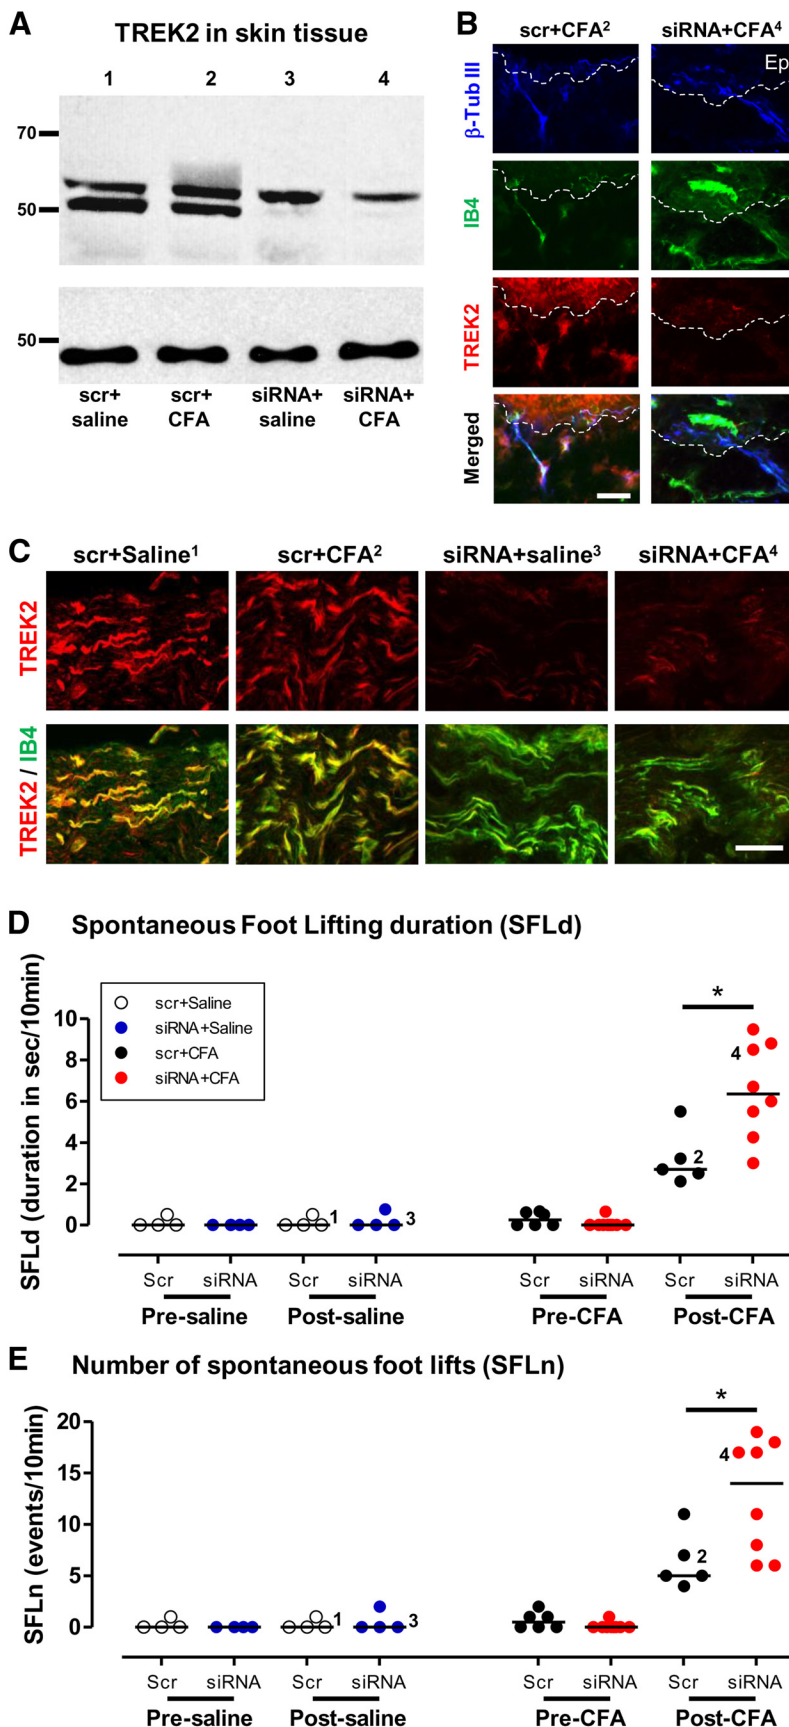 A
TREK2 in skin tissue
1 2 3 4
70
50
50
scr+ saline
scr+ CFA
siRNA+ saline
siRNA+ CFA
B
scr+CFA² siRNA+CFA⁴
β-Tub III
Ep
IB4
TREK2
Merged
C
scr+Saline¹ scr+CFA² siRNA+saline³ siRNA+CFA⁴
TREK2
TREK2 / IB4
D Spontaneous Foot Lifting duration (SFLd)
SFLd (duration in sec/10min)
10
8
6
4
2
0
scr+Saline
siRNA+Saline
scr+CFA
siRNA+CFA
*
4
2
1
3
Scr siRNA Scr siRNA Scr siRNA Scr siRNA
Pre-saline Post-saline Pre-CFA Post-CFA
E Number of spontaneous foot lifts (SFLn)
SFLn (events/10min)
20
15
10
5
0
*
4
2
1
3
Scr siRNA Scr siRNA Scr siRNA Scr siRNA
Pre-saline Post-saline Pre-CFA Post-CFA